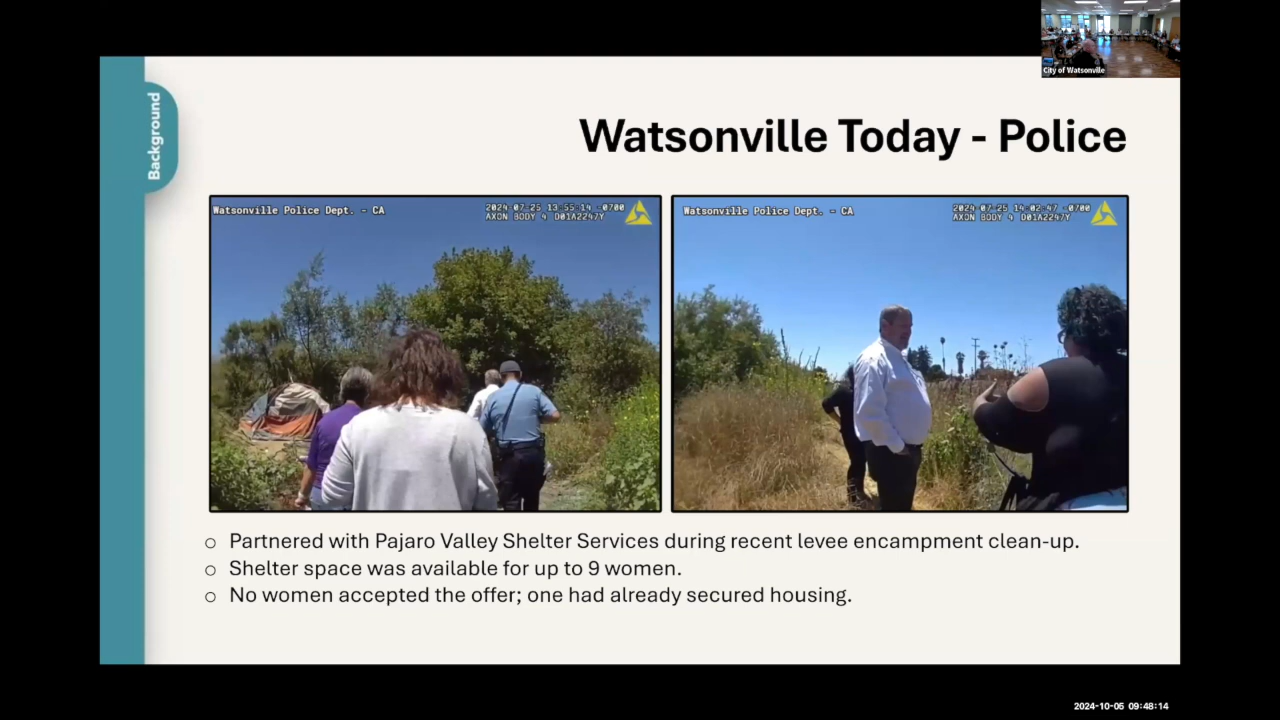 City of Watsonville
Background
Watsonville Today - Police
Watsonville Police Dept. - CA
2024-07-25 13:55:14 -0700
AXON BODY 4 D01A2247Y
Watsonville Police Dept. - CA
2024-07-25 14:02:47 -0700
AXON BODY 4 D01A2247Y
Partnered with Pajaro Valley Shelter Services during recent levee encampment clean-up.
Shelter space was available for up to 9 women.
No women accepted the offer; one had already secured housing.
2024-10-05 09:48:14